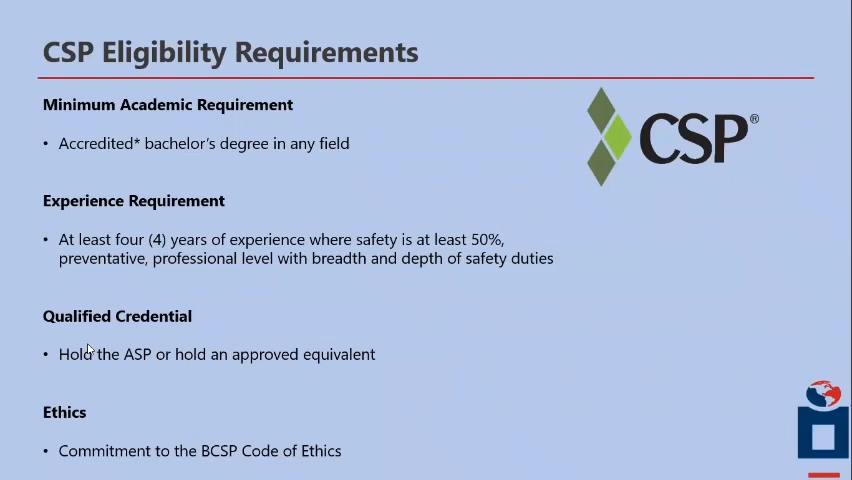 CSP Eligibility Requirements
Minimum Academic Requirement
• Accredited* bachelor's degree in any field
CSP®
Experience Requirement
• At least four (4) years of experience where safety is at least 50%,
preventative, professional level with breadth and depth of safety duties
Qualified Credential
• Hold the ASP or hold an approved equivalent
Ethics
• Commitment to the BCSP Code of Ethics